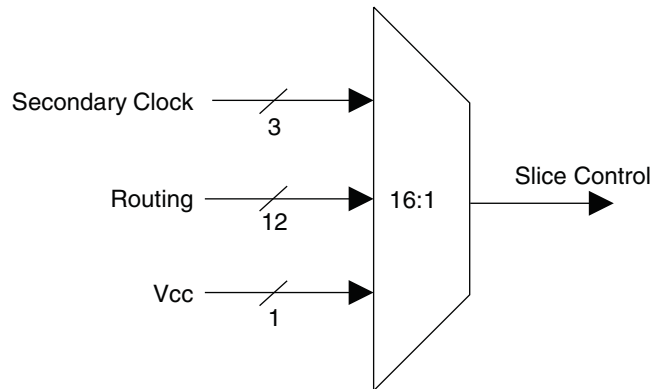 Secondary Clock
3
Routing
12
Vcc
1
16:1
Slice Control